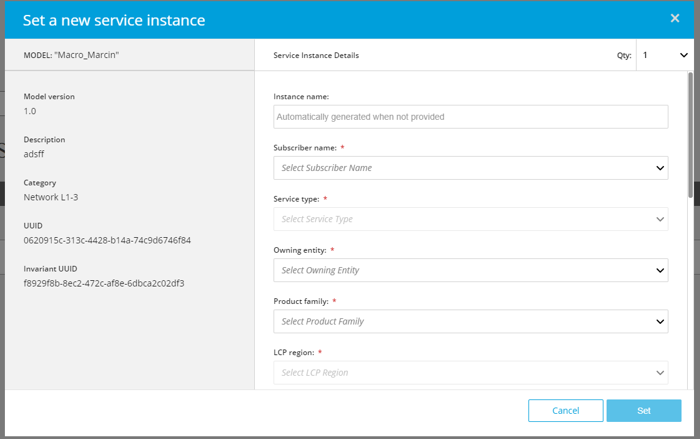 Set a new service instance
×
MODEL: "Macro_Marcin"
Service Instance Details
Qty: 1
Model version
1.0
Description
adsff
Category
Network L1-3
UUID
0620915c-313c-4428-b14a-74c9d6746f84
Invariant UUID
f8929f8b-8ec2-472c-af8e-6dbca2c02df3
Instance name:
Automatically generated when not provided
Subscriber name: *
Select Subscriber Name
Service type: *
Select Service Type
Owning entity: *
Select Owning Entity
Product family: *
Select Product Family
LCP region: *
Select LCP Region
Cancel
Set